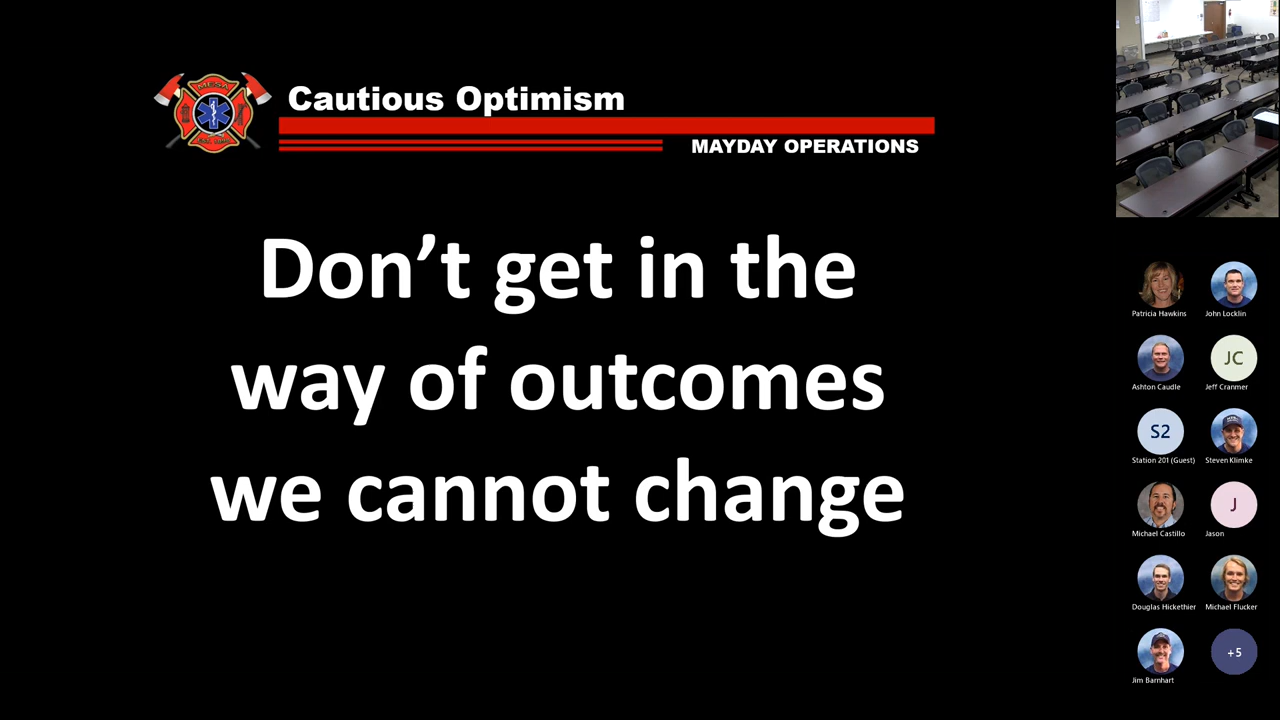 MESA
Cautious Optimism
MAYDAY OPERATIONS
Don’t get in the
way of outcomes
we cannot change
Patricia Hawkins
John Locklin
Ashton Caudle
JC
Jeff Cranmer
S2
Station 201 (Guest)
Steven Klimke
Michael Castillo
J
Jason
Douglas Hickethier
Michael Flucker
Jim Barnhart
+5